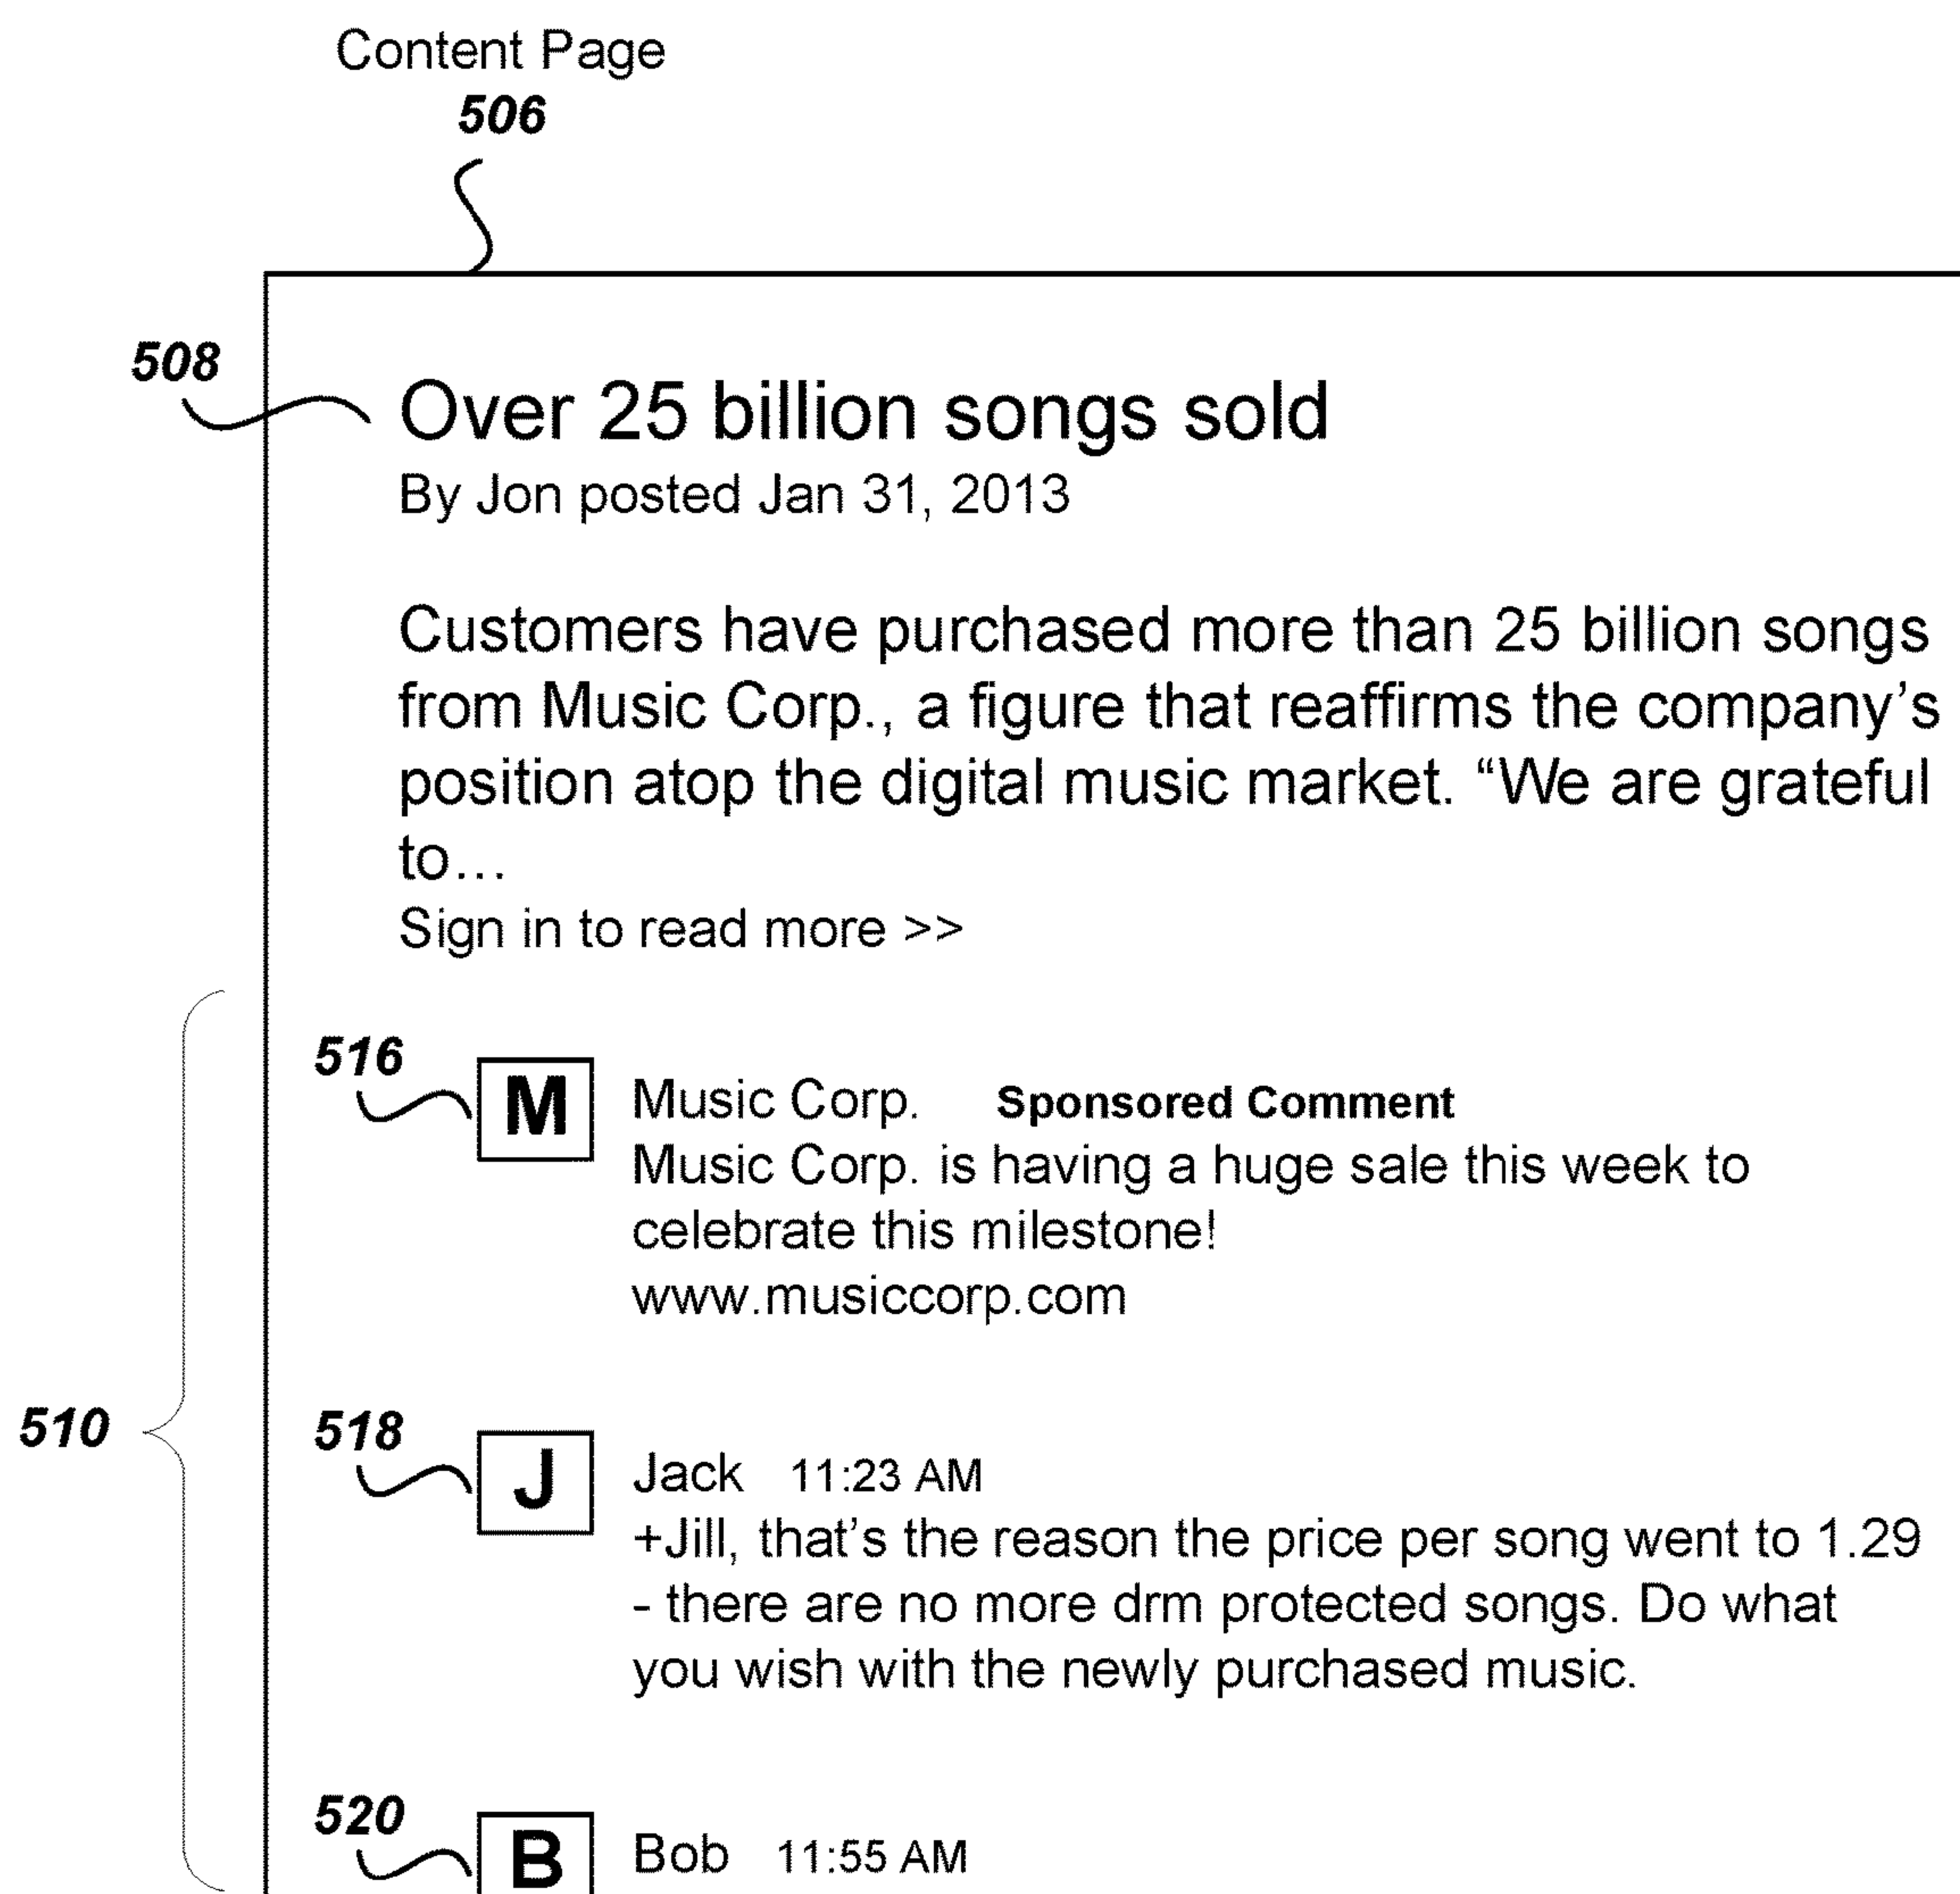 Content Page
506
508
Over 25 billion songs sold
By Jon posted Jan 31, 2013
Customers have purchased more than 25 billion songs
from Music Corp., a figure that reaffirms the company’s
position atop the digital music market. “We are grateful
to...
Sign in to read more >>
510
516
M
Music Corp. Sponsored Comment
Music Corp. is having a huge sale this week to
celebrate this milestone!
www.musiccorp.com
518
J
Jack 11:23 AM
+Jill, that’s the reason the price per song went to 1.29
- there are no more drm protected songs. Do what
you wish with the newly purchased music.
520
B
Bob 11:55 AM